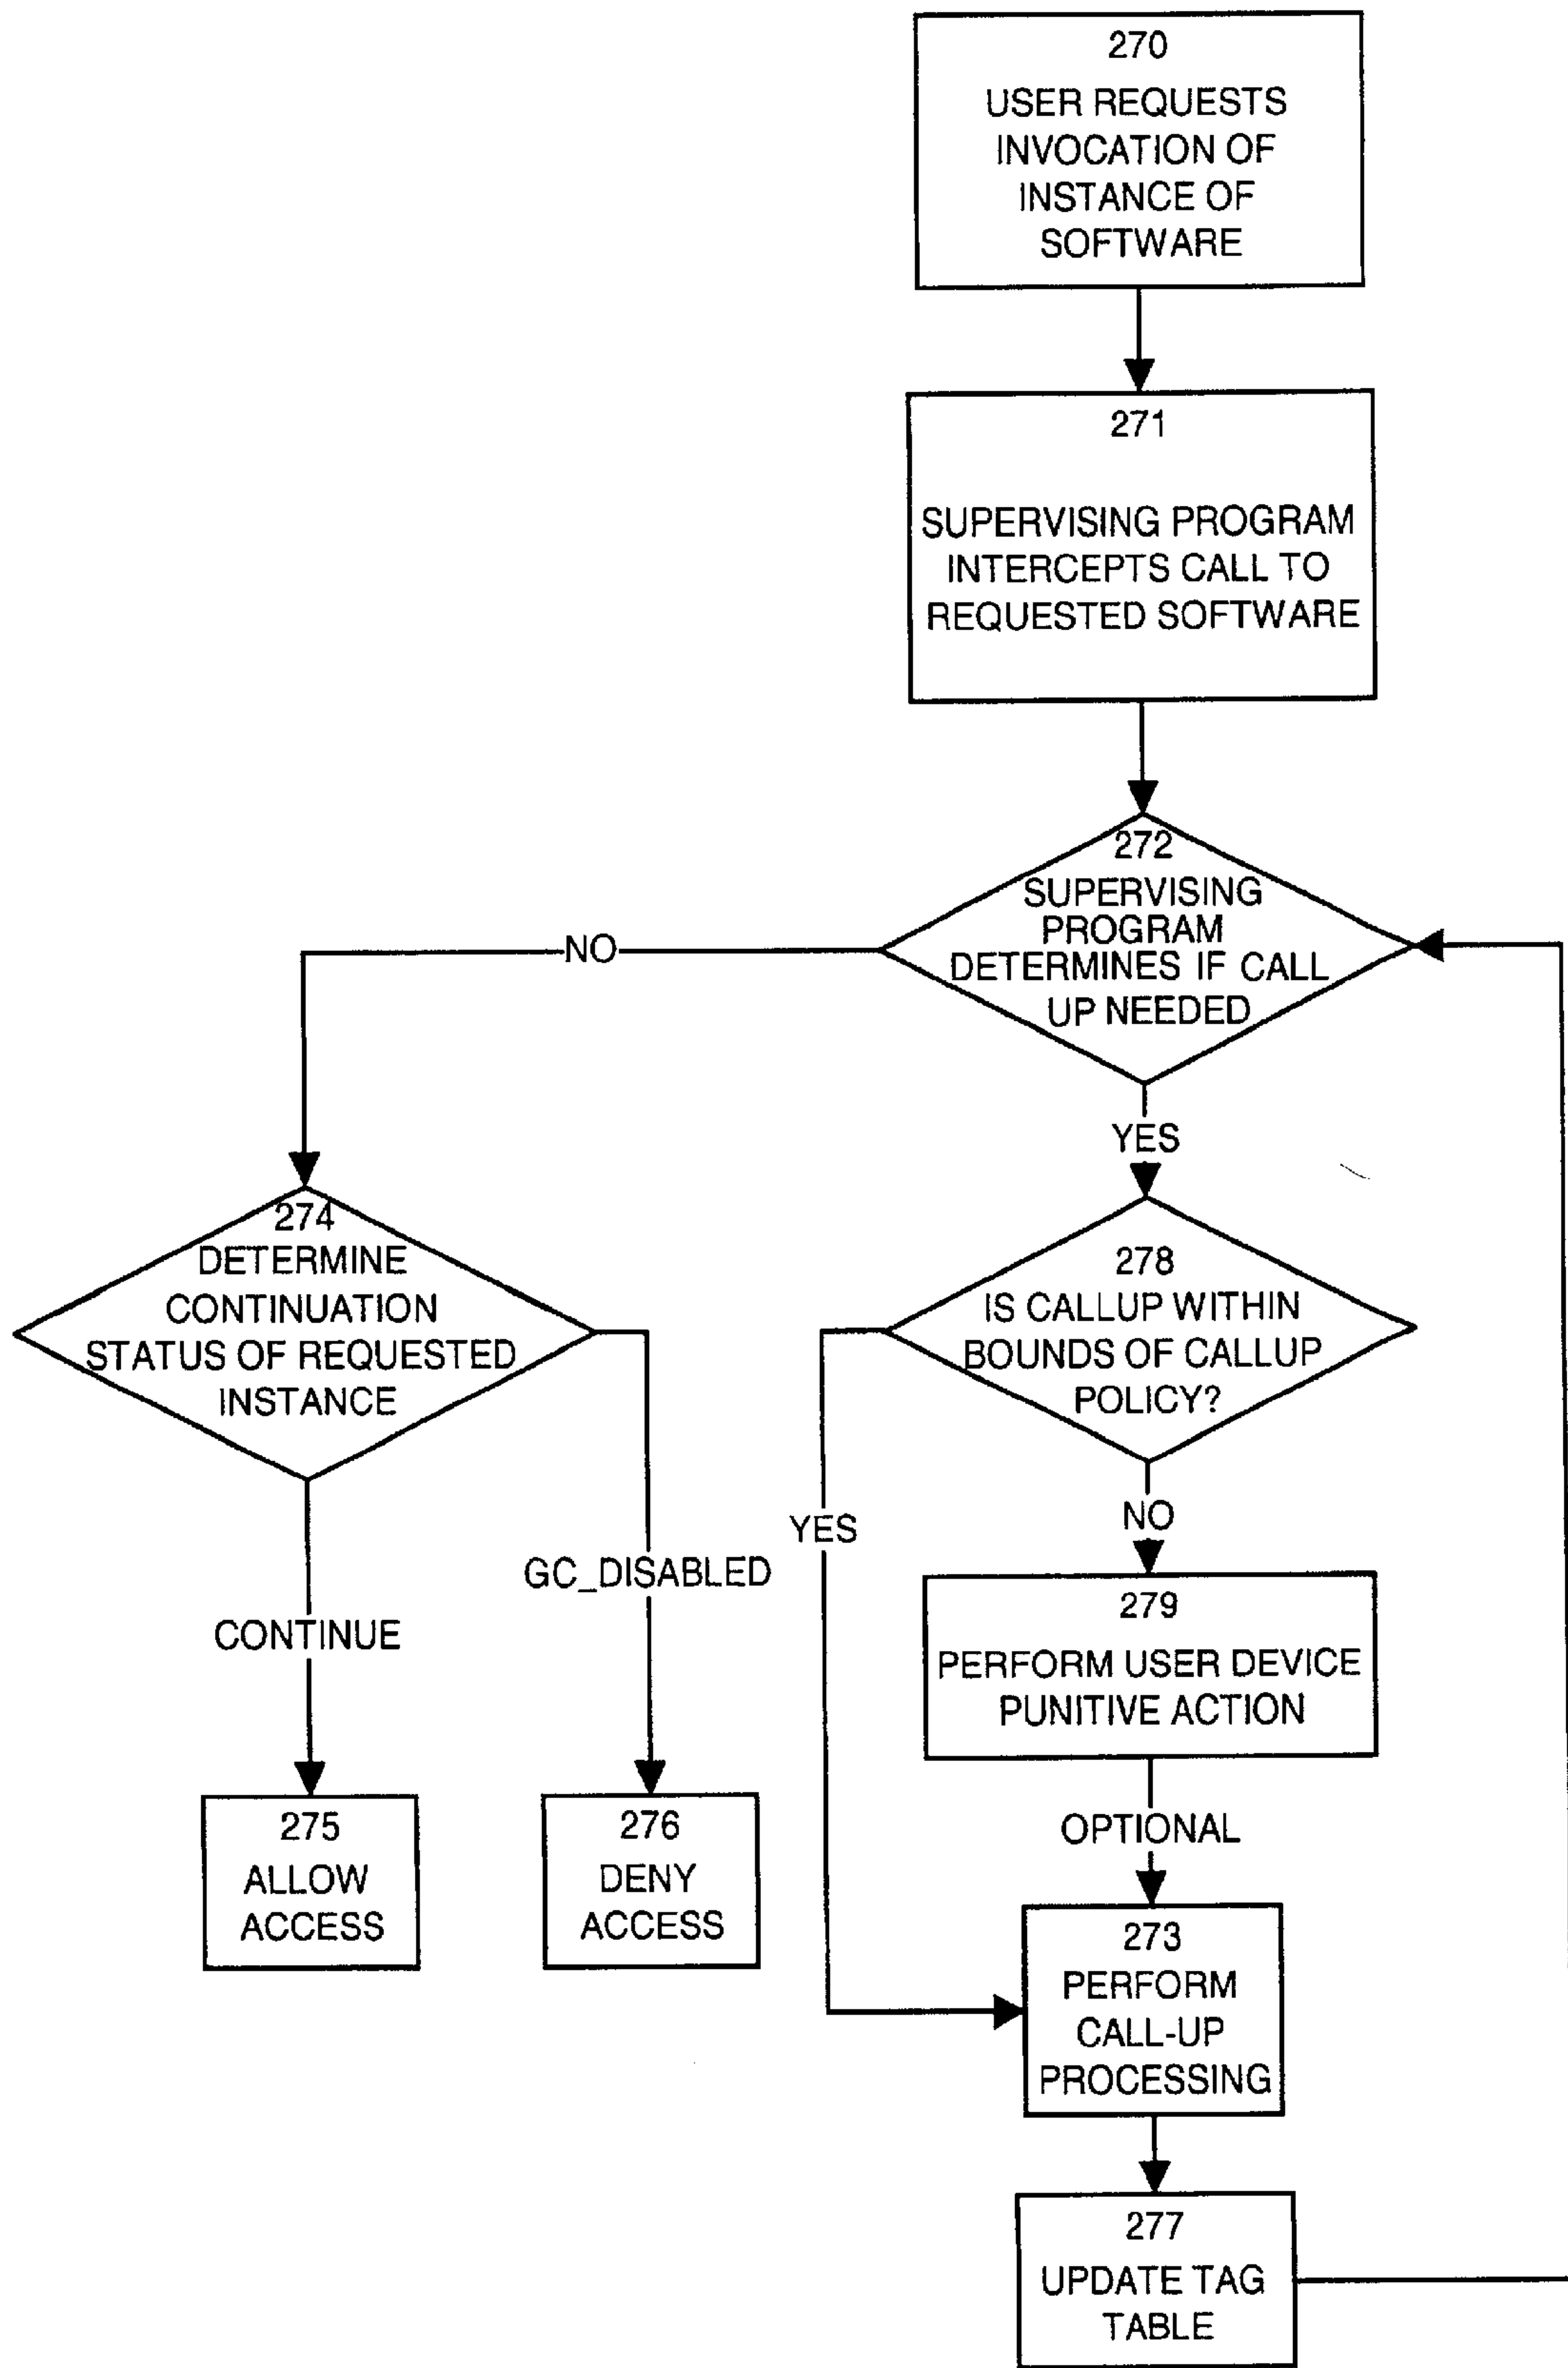 270
USER REQUESTS
INVOCATION OF
INSTANCE OF
SOFTWARE
271
SUPERVISING PROGRAM
INTERCEPTS CALL TO
REQUESTED SOFTWARE
272
SUPERVISING
PROGRAM
DETERMINES IF CALL
UP NEEDED
NO
YES
274
DETERMINE
CONTINUATION
STATUS OF REQUESTED
INSTANCE
278
IS CALLUP WITHIN
BOUNDS OF CALLUP
POLICY?
YES
NO
GC_DISABLED
CONTINUE
279
PERFORM USER DEVICE
PUNITIVE ACTION
OPTIONAL
275
ALLOW
ACCESS
276
DENY
ACCESS
273
PERFORM
CALL-UP
PROCESSING
277
UPDATE TAG
TABLE